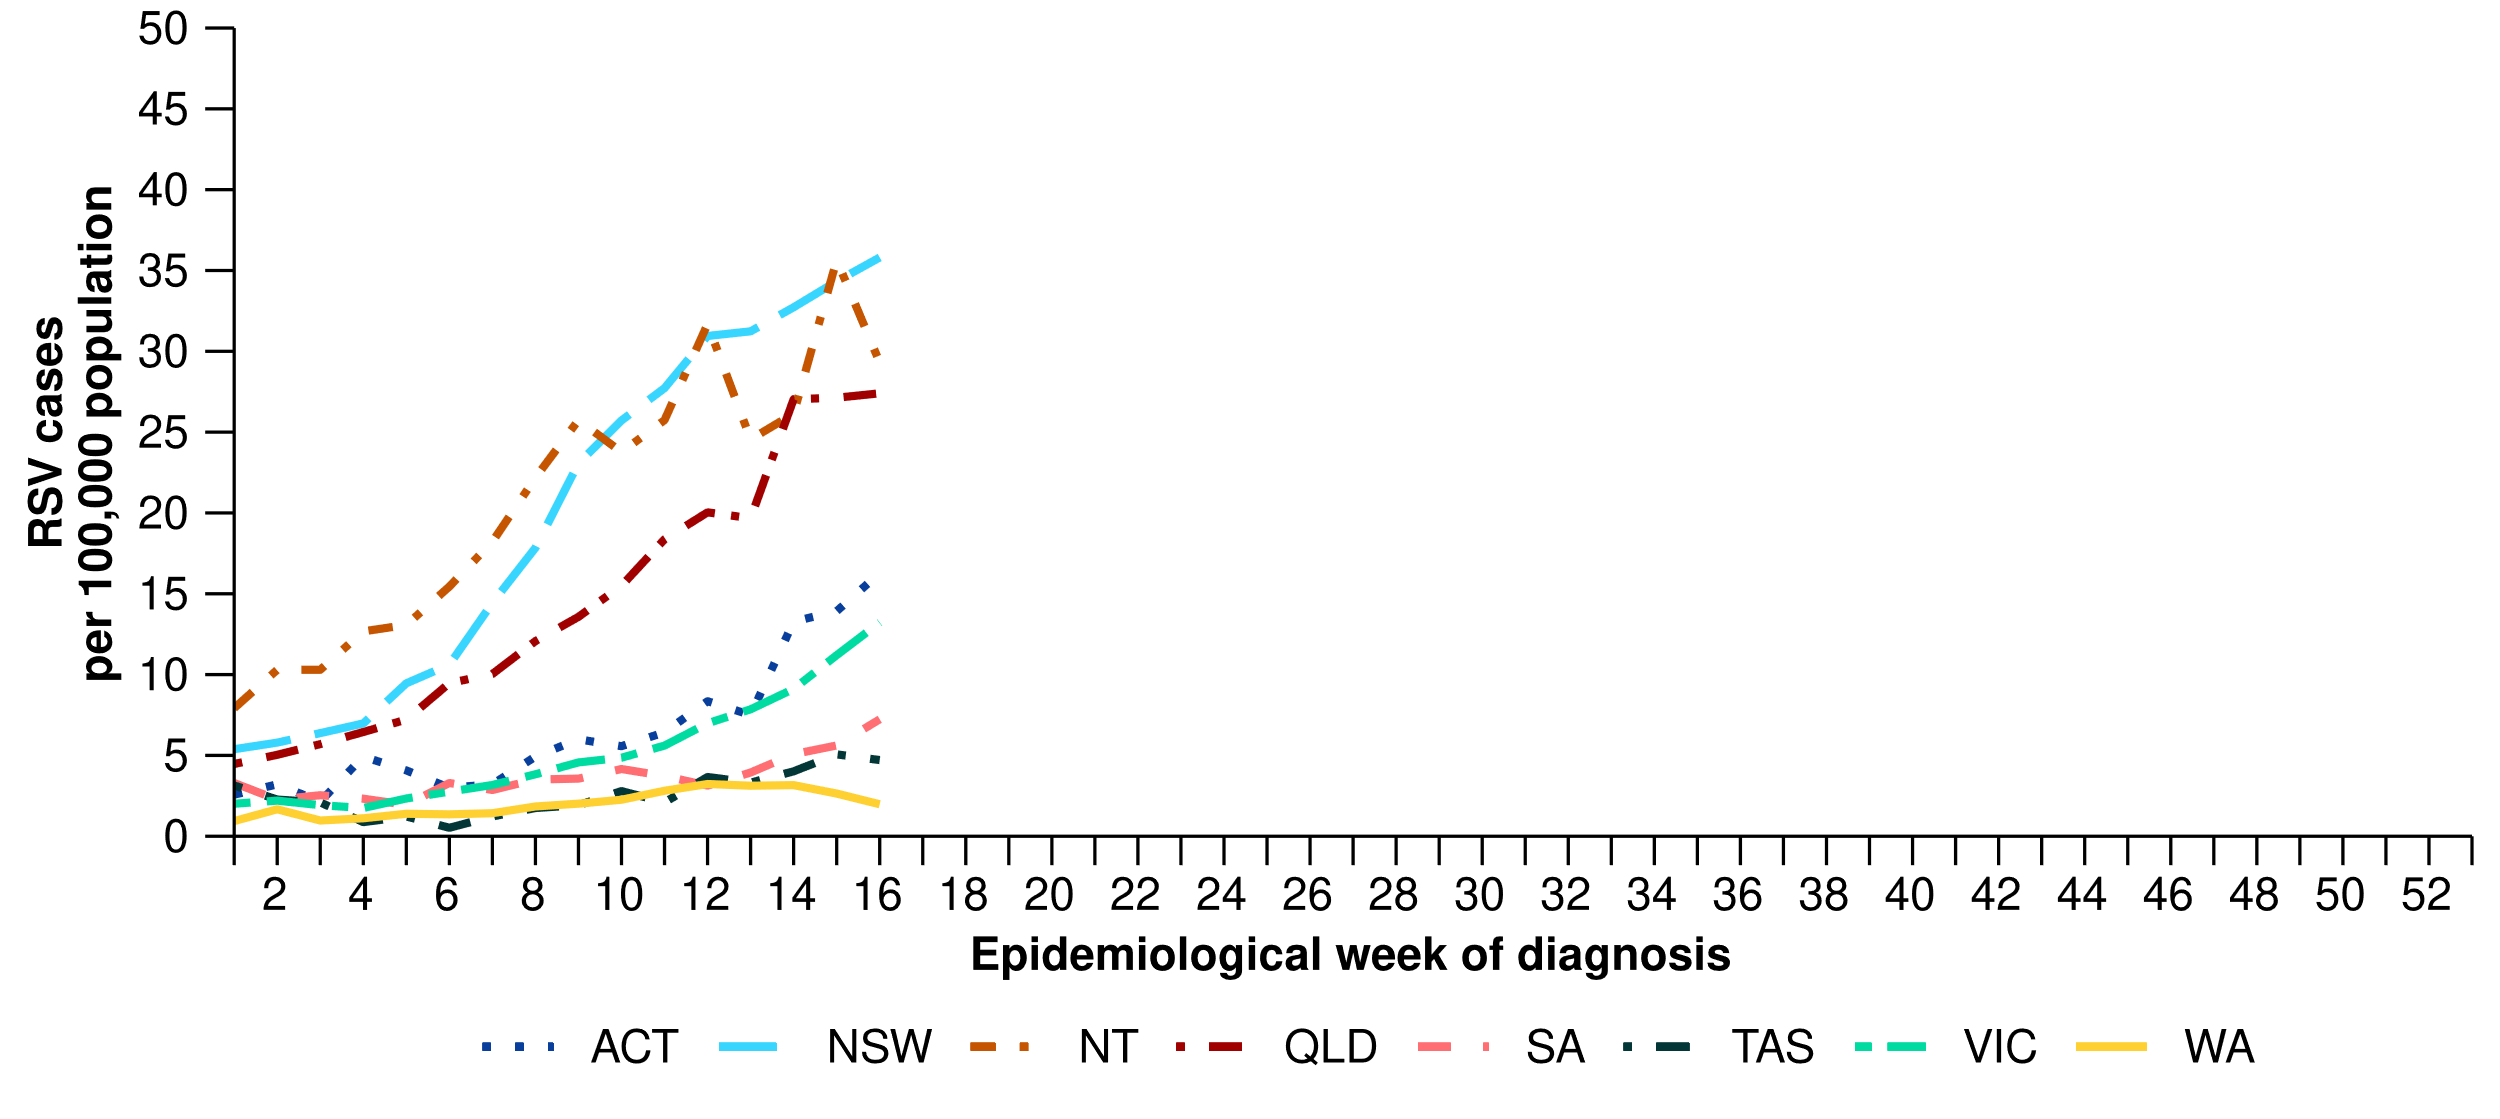 50
45
40
35
30
25
20
15
10
5
0
RSV cases
per 100,000 population
2 4 6 8 10 12 14 16 18 20 22 24 26 28 30 32 34 36 38 40 42 44 46 48 50 52
Epidemiological week of diagnosis
ACT NSW NT QLD SA TAS VIC WA